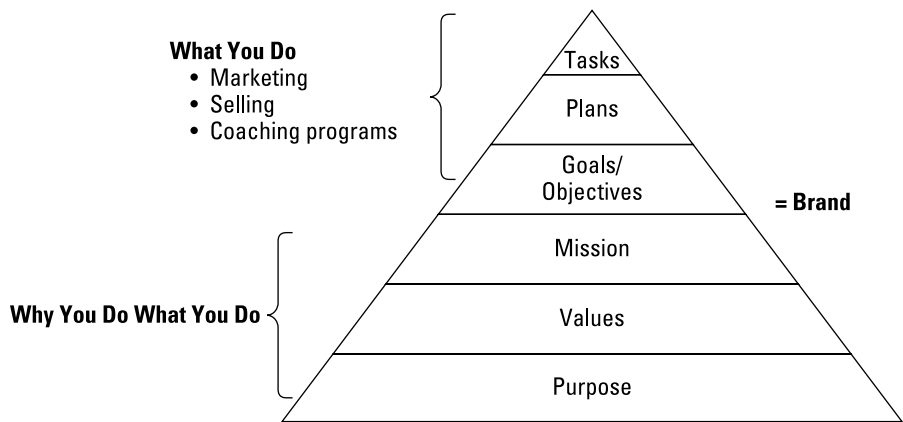 What You Do
• Marketing
• Selling
• Coaching programs
Tasks
Plans
Goals/
Objectives
= Brand
Mission
Why You Do What You Do
Values
Purpose